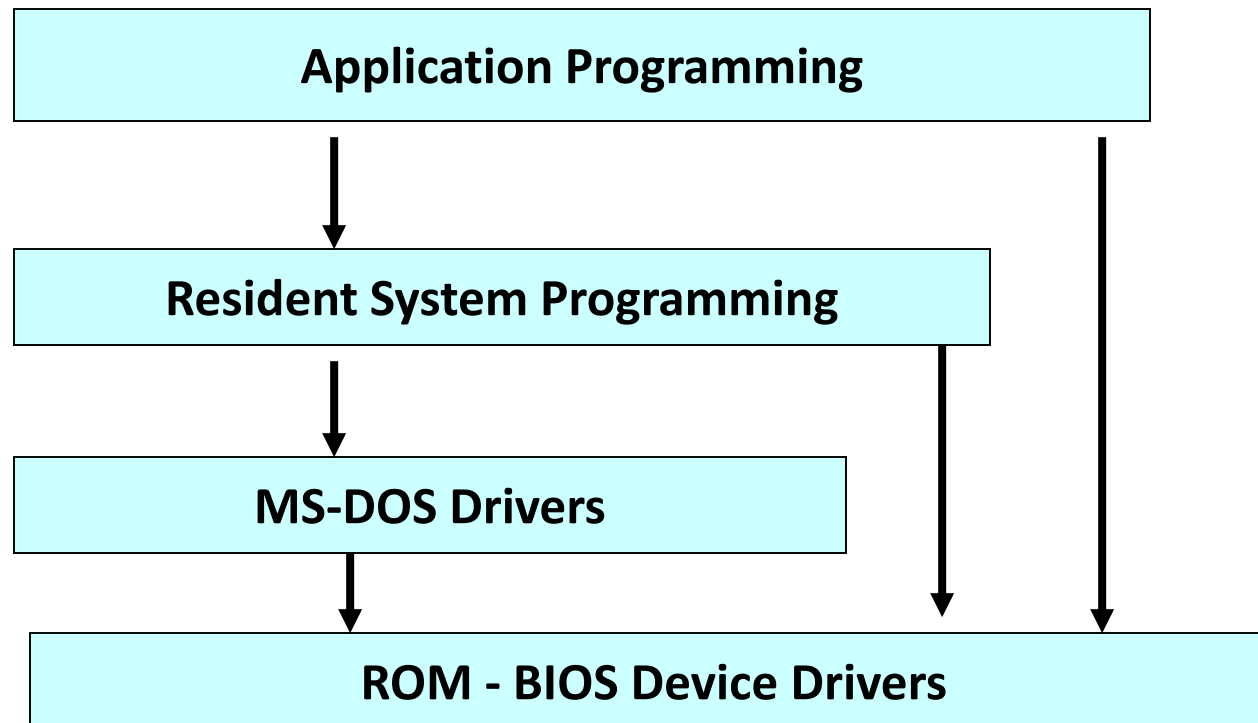 Application Programming
Resident System Programming
MS-DOS Drivers
ROM - BIOS Device Drivers